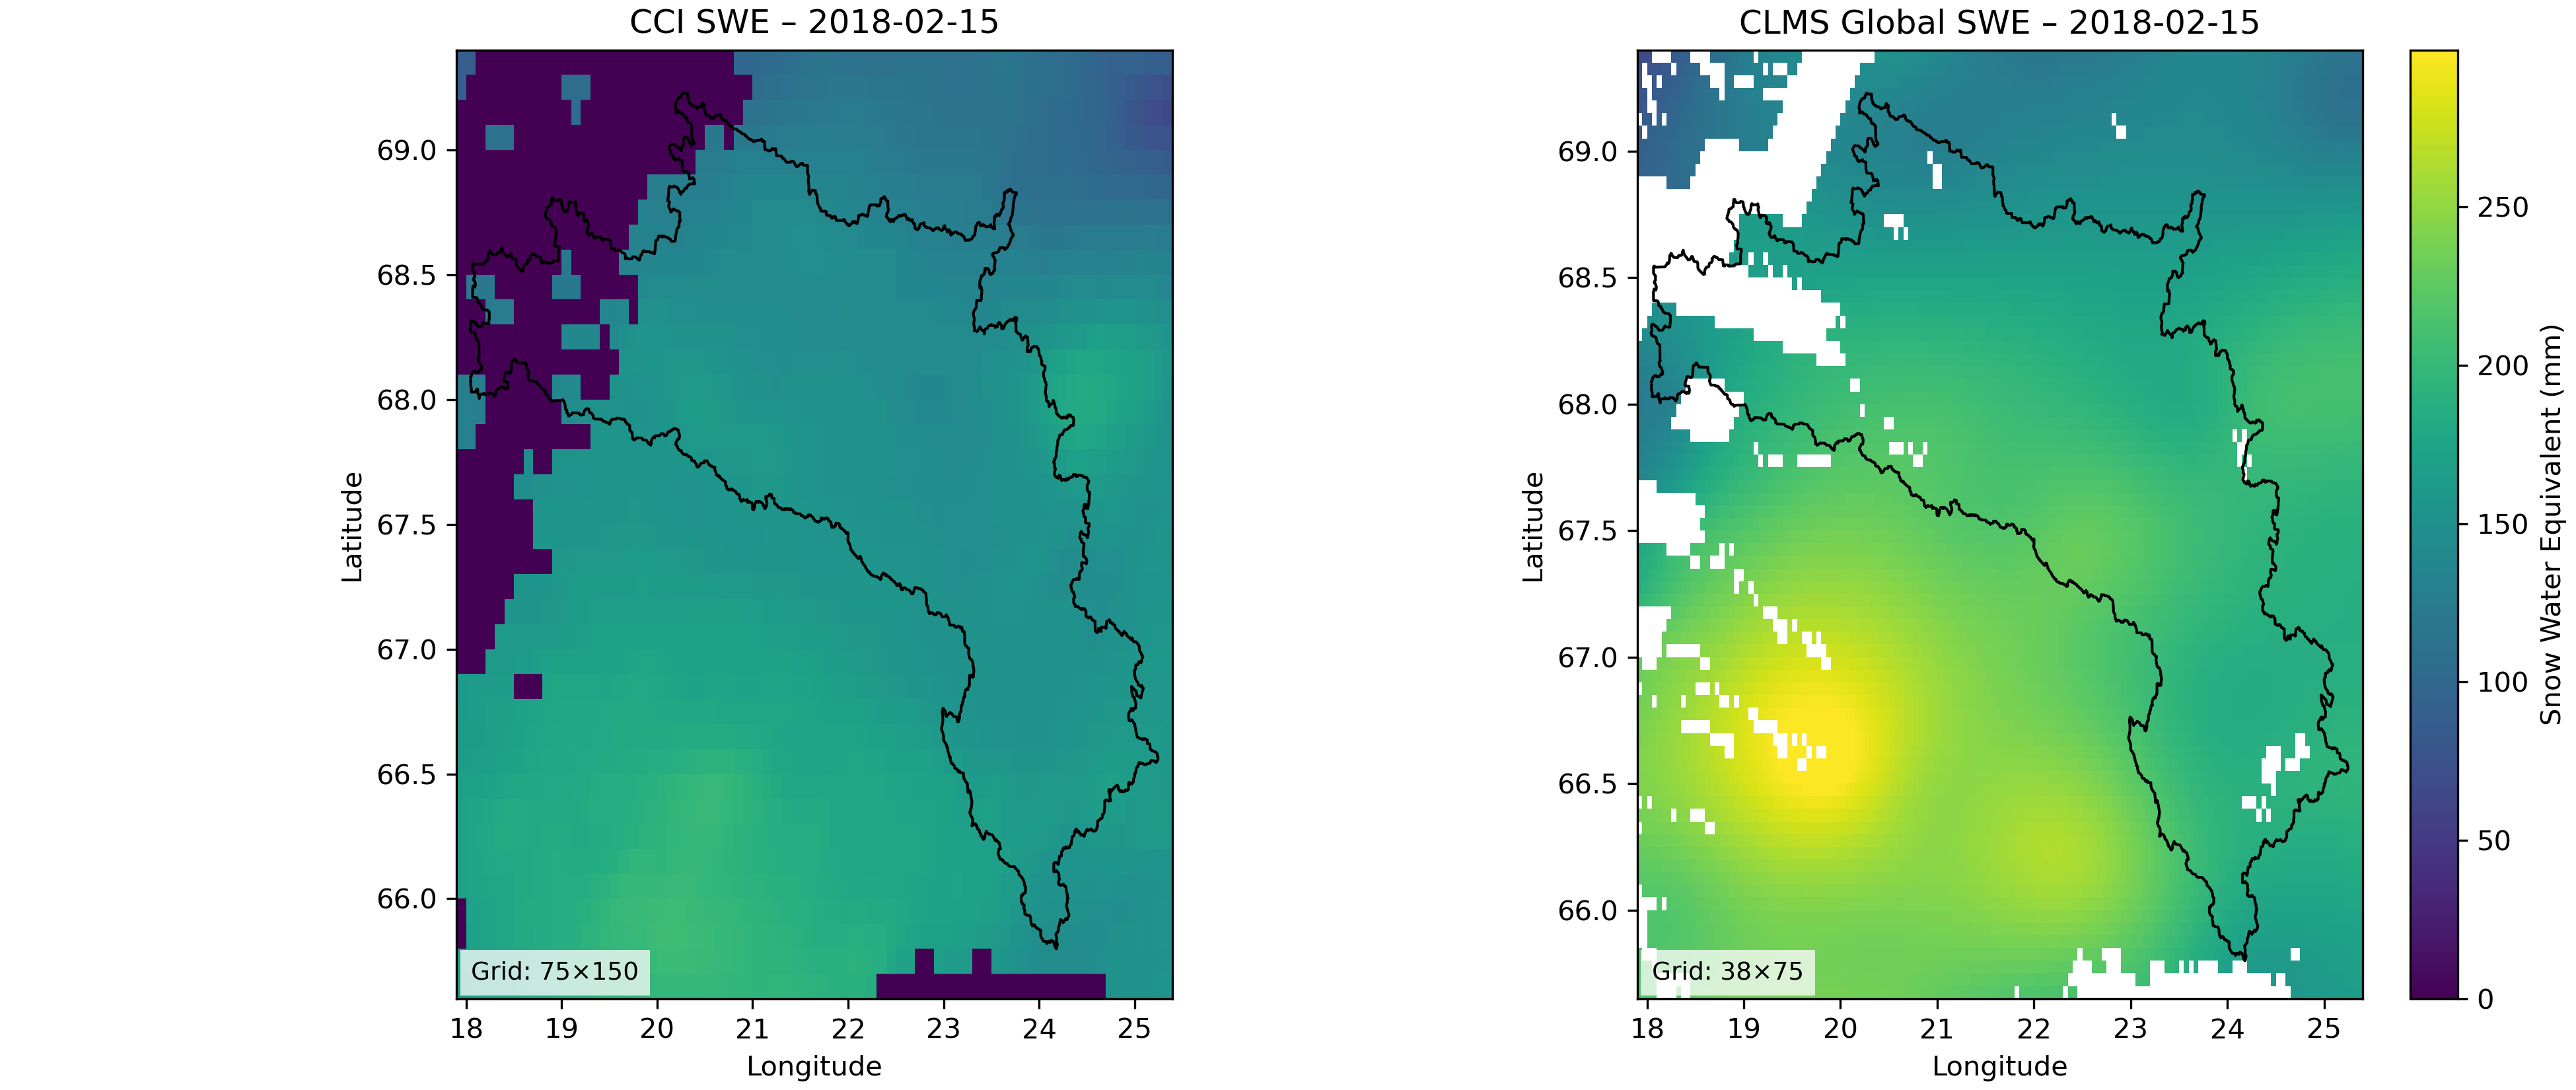 CCI SWE – 2018-02-15
69.0
68.5
68.0
67.5
67.0
66.5
66.0
Latitude
Grid: 75×150
18 19 20 21 22 23 24 25
Longitude
CLMS Global SWE – 2018-02-15
69.0
68.5
68.0
67.5
67.0
66.5
66.0
Latitude
Grid: 38×75
18 19 20 21 22 23 24 25
Longitude
250
200
150
100
50
0
Snow Water Equivalent (mm)